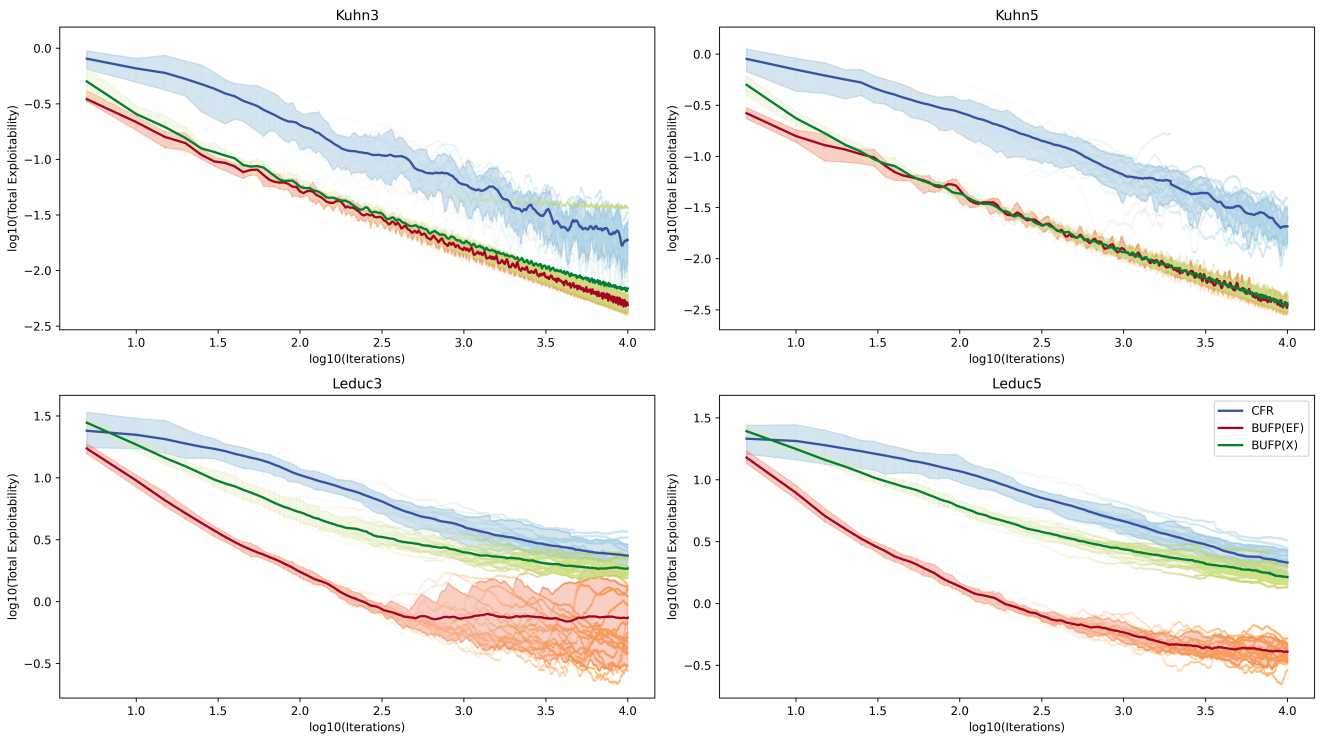 Kuhn3
log10(Total Exploitability)
0.0
−0.5
−1.0
−1.5
−2.0
−2.5
1.0 1.5 2.0 2.5 3.0 3.5 4.0
log10(Iterations)
Kuhn5
log10(Total Exploitability)
0.0
−0.5
−1.0
−1.5
−2.0
−2.5
1.0 1.5 2.0 2.5 3.0 3.5 4.0
log10(Iterations)
Leduc3
log10(Total Exploitability)
1.5
1.0
0.5
0.0
−0.5
1.0 1.5 2.0 2.5 3.0 3.5 4.0
log10(Iterations)
Leduc5
log10(Total Exploitability)
1.5
1.0
0.5
0.0
−0.5
1.0 1.5 2.0 2.5 3.0 3.5 4.0
log10(Iterations)
CFR
BUFP(EF)
BUFP(X)